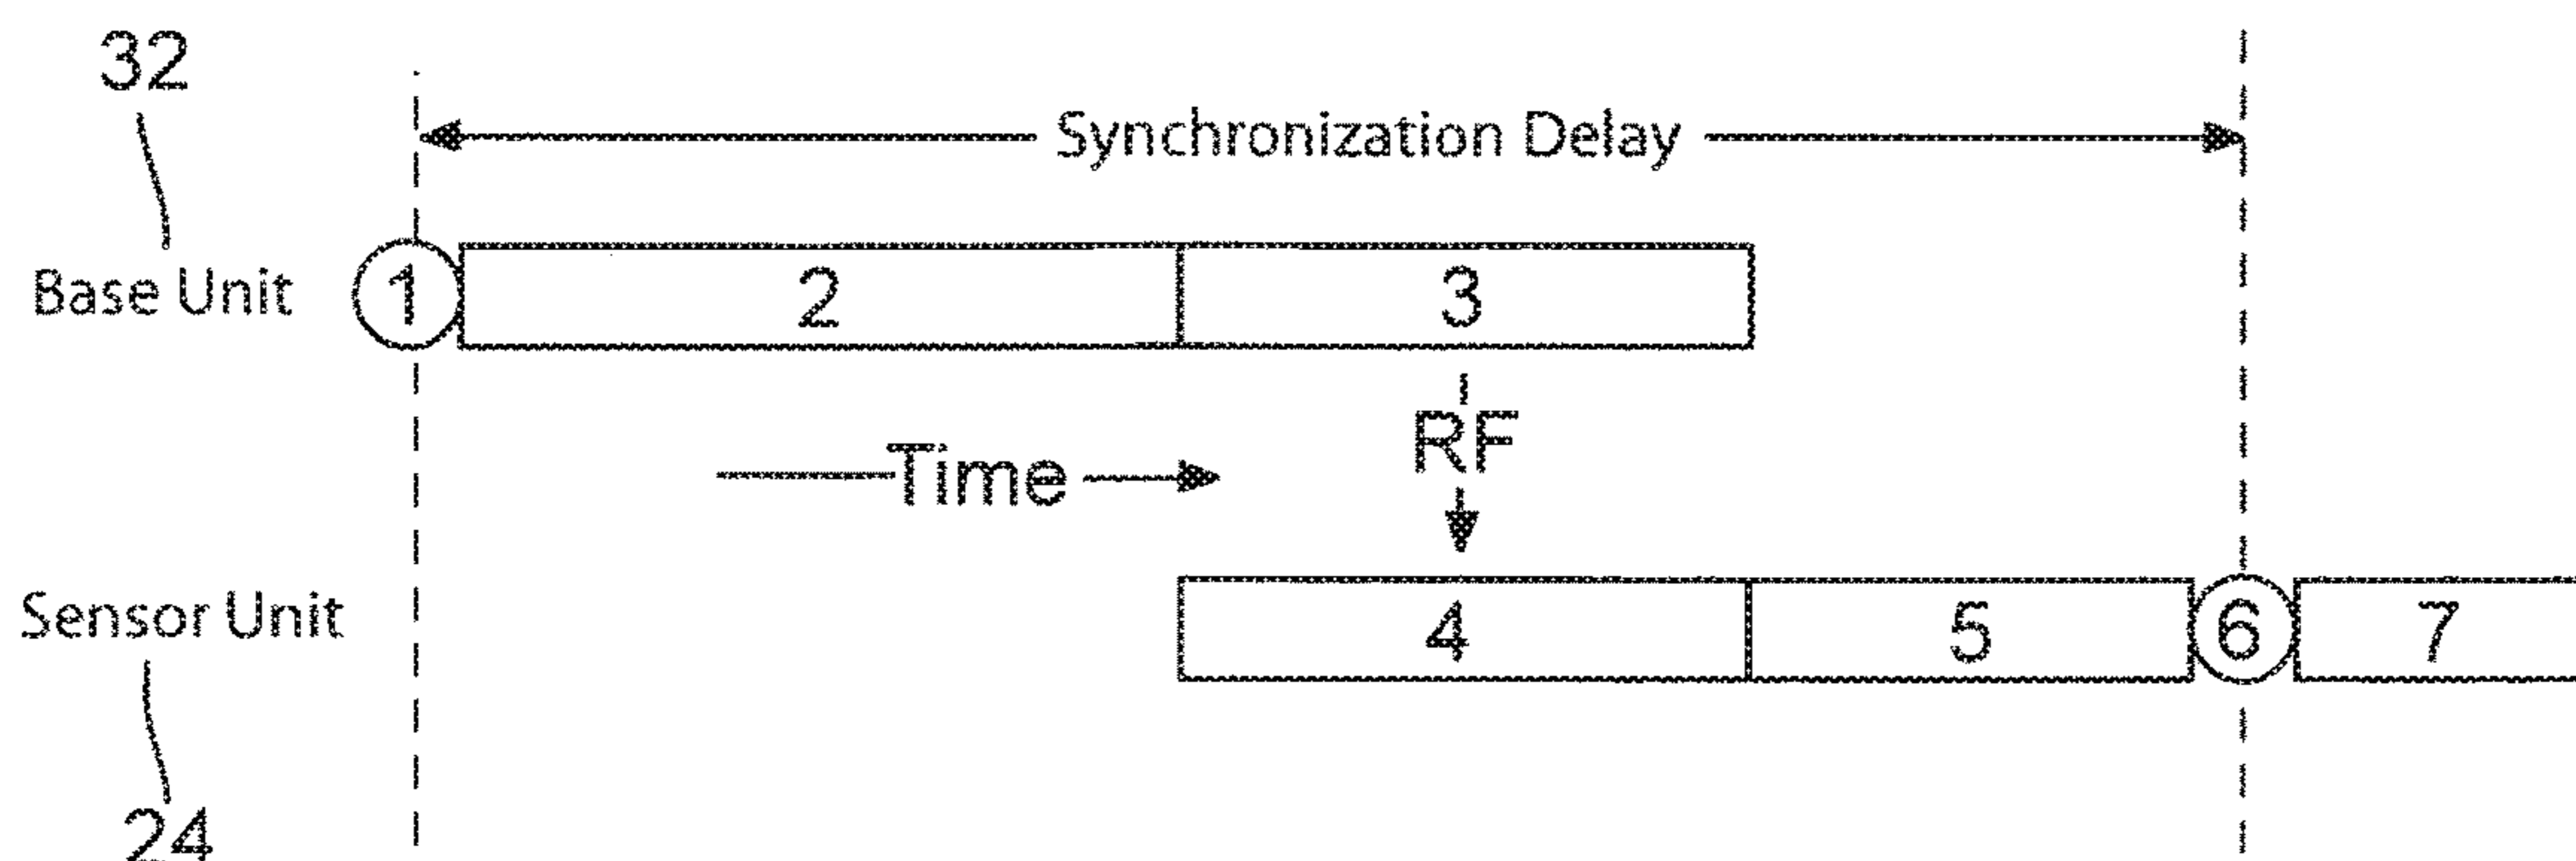 32
Synchronization Delay
Base Unit 1 2 3
Time RF
Sensor Unit 4 5 6 7
24